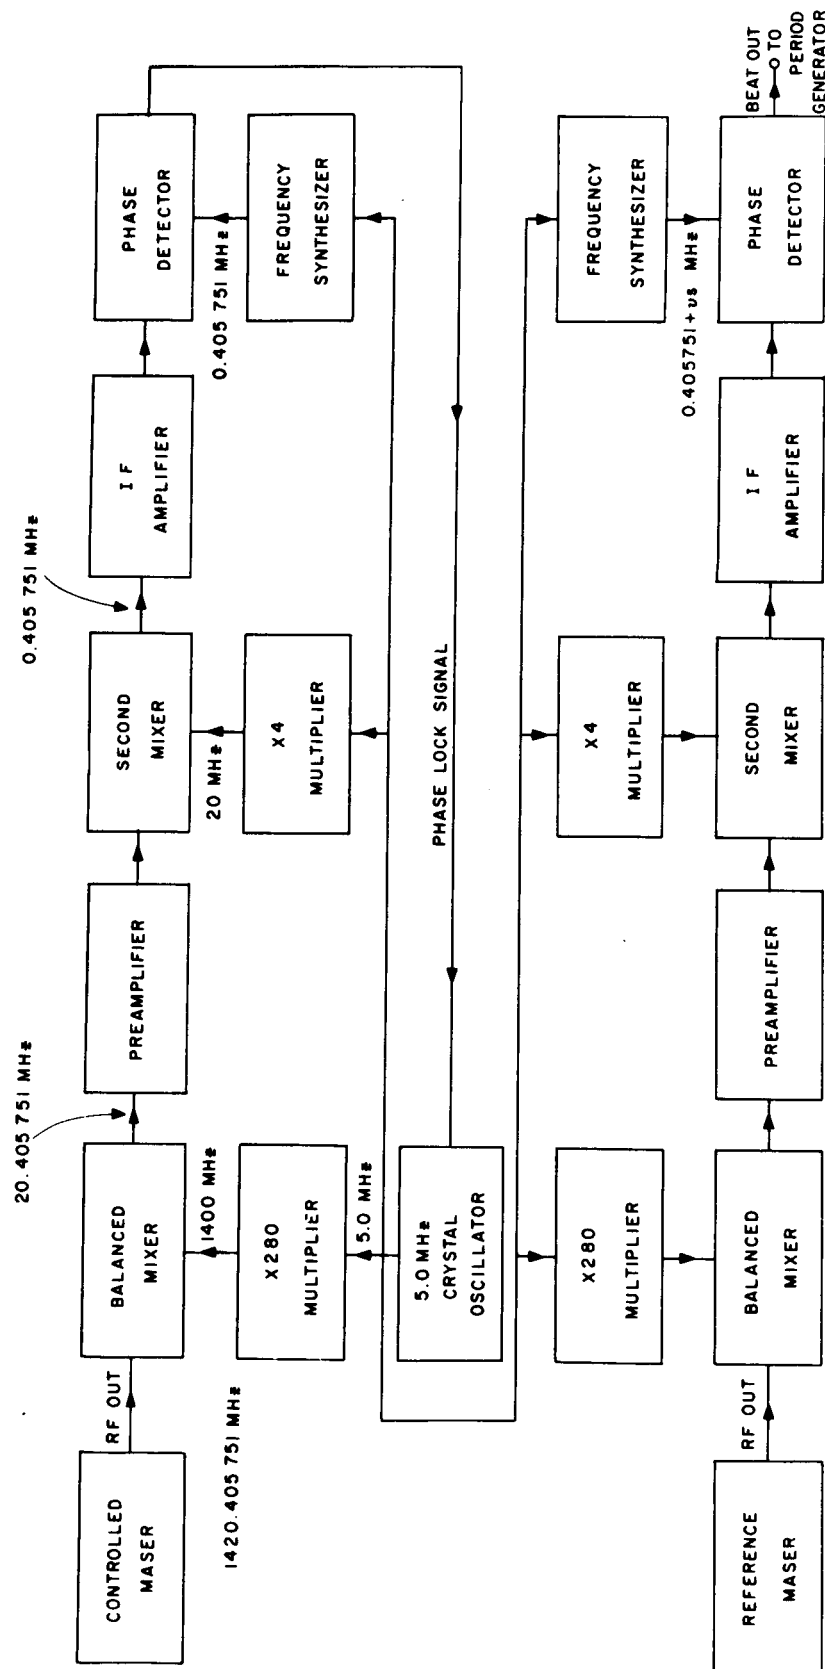 CONTROLLED
MASER
RF OUT
1420.405 751 MHz
BALANCED
MIXER
1400 MHz
X280
MULTIPLIER
5.0 MHz
20.405 751 MHz
PREAMPLIFIER
SECOND
MIXER
20 MHz
X4
MULTIPLIER
0.405 751 MHz
IF
AMPLIFIER
PHASE
DETECTOR
0.405 751 MHz
FREQUENCY
SYNTHESIZER
5.0 MHz
CRYSTAL
OSCILLATOR
PHASE LOCK SIGNAL
X280
MULTIPLIER
X4
MULTIPLIER
FREQUENCY
SYNTHESIZER
0.405751+υs MHz
REFERENCE
MASER
RF OUT
BALANCED
MIXER
PREAMPLIFIER
SECOND
MIXER
IF
AMPLIFIER
PHASE
DETECTOR
BEAT OUT
TO
PERIOD
GENERATOR